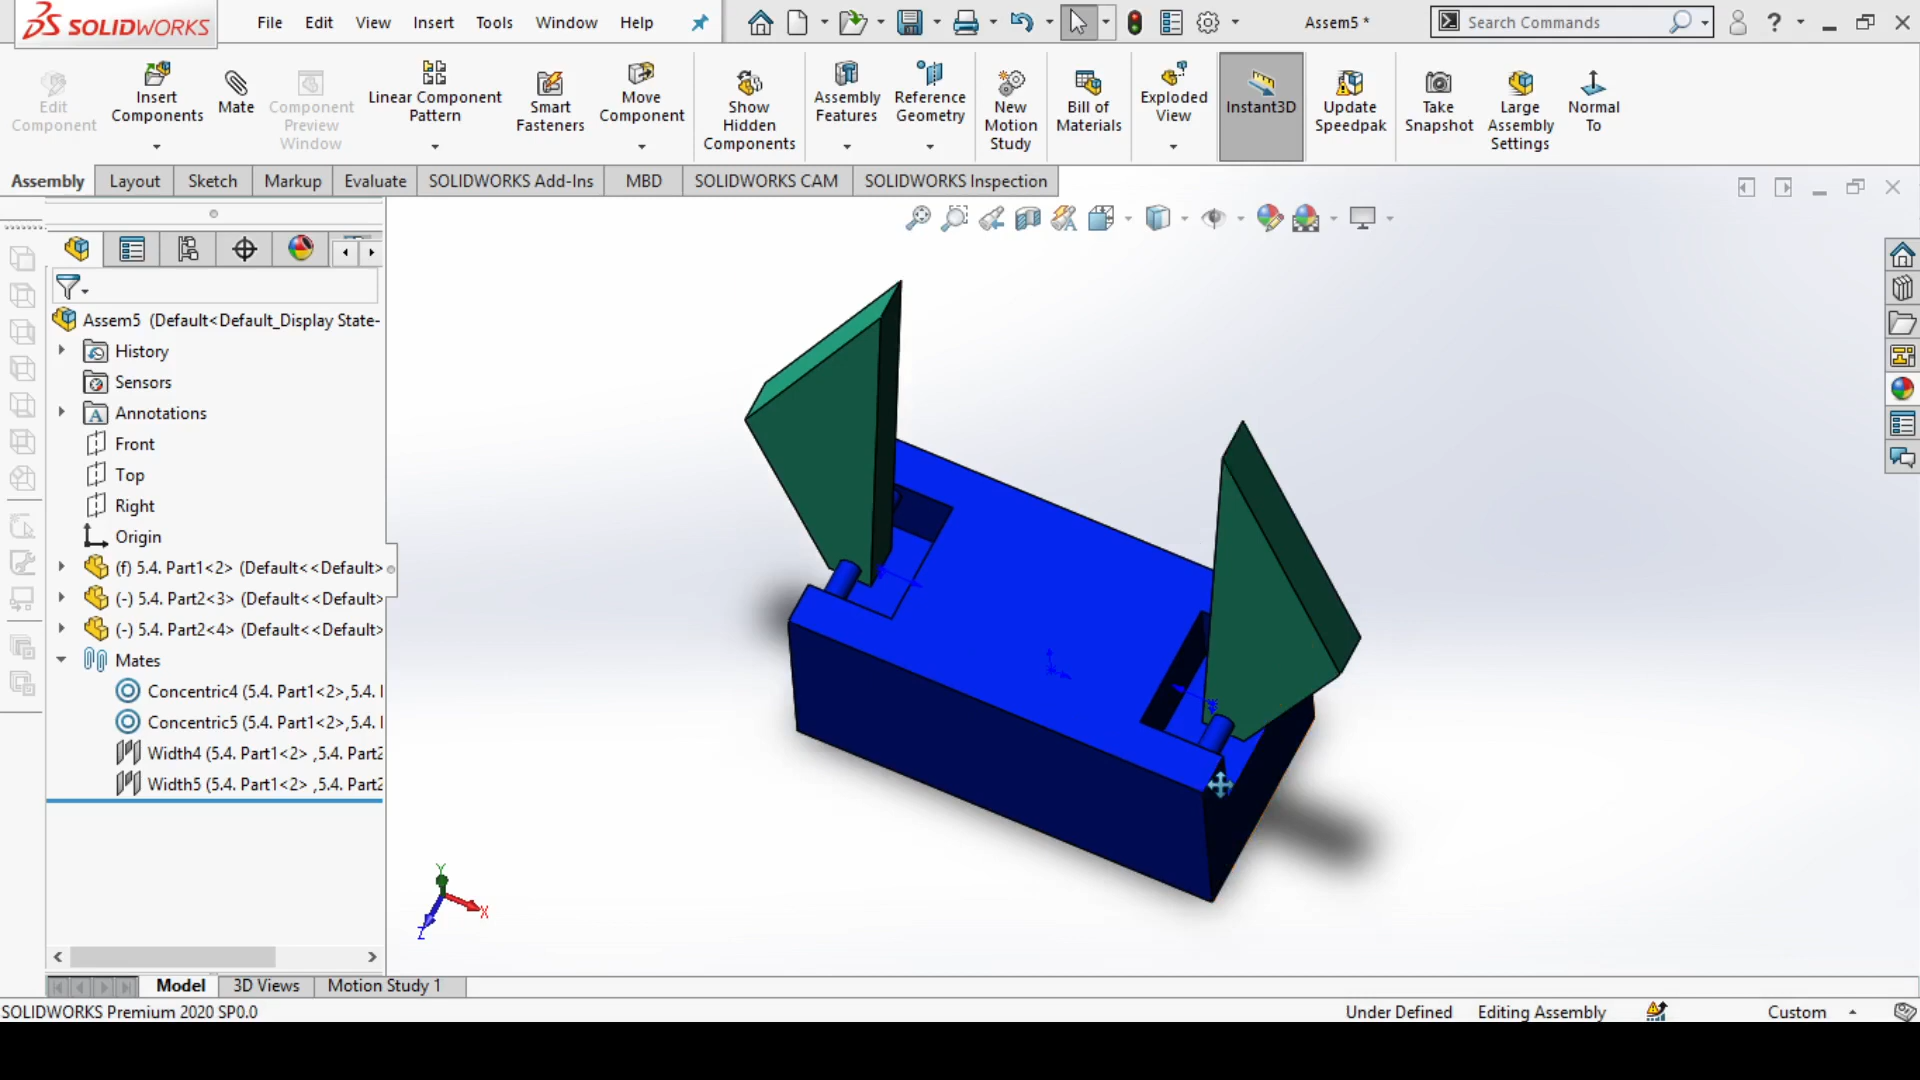 SOLIDWORKS File Edit View Insert Tools Window Help Assem5 * Search Commands ?
Edit Component
Insert Components
Mate
Component Preview Window
Linear Component Pattern
Smart Fasteners
Move Component
Show Hidden Components
Assembly Features
Reference Geometry
New Motion Study
Bill of Materials
Exploded View
Instant3D
Update Speedpak
Take Snapshot
Large Assembly Settings
Normal To
Assembly Layout Sketch Markup Evaluate SOLIDWORKS Add-Ins MBD SOLIDWORKS CAM SOLIDWORKS Inspection
Assem5 (Default<Default_Display State-
History
Sensors
Annotations
Front
Top
Right
Origin
(f) 5.4. Part1<2> (Default<<Default>
(-) 5.4. Part2<3> (Default<<Default>
(-) 5.4. Part2<4> (Default<<Default>
Mates
Concentric4 (5.4. Part1<2>,5.4. 
Concentric5 (5.4. Part1<2>,5.4. 
Width4 (5.4. Part1<2> ,5.4. Part2
Width5 (5.4. Part1<2> ,5.4. Part2
Y
X
Z
Model 3D Views Motion Study 1
SOLIDWORKS Premium 2020 SP0.0 Under Defined Editing Assembly Custom